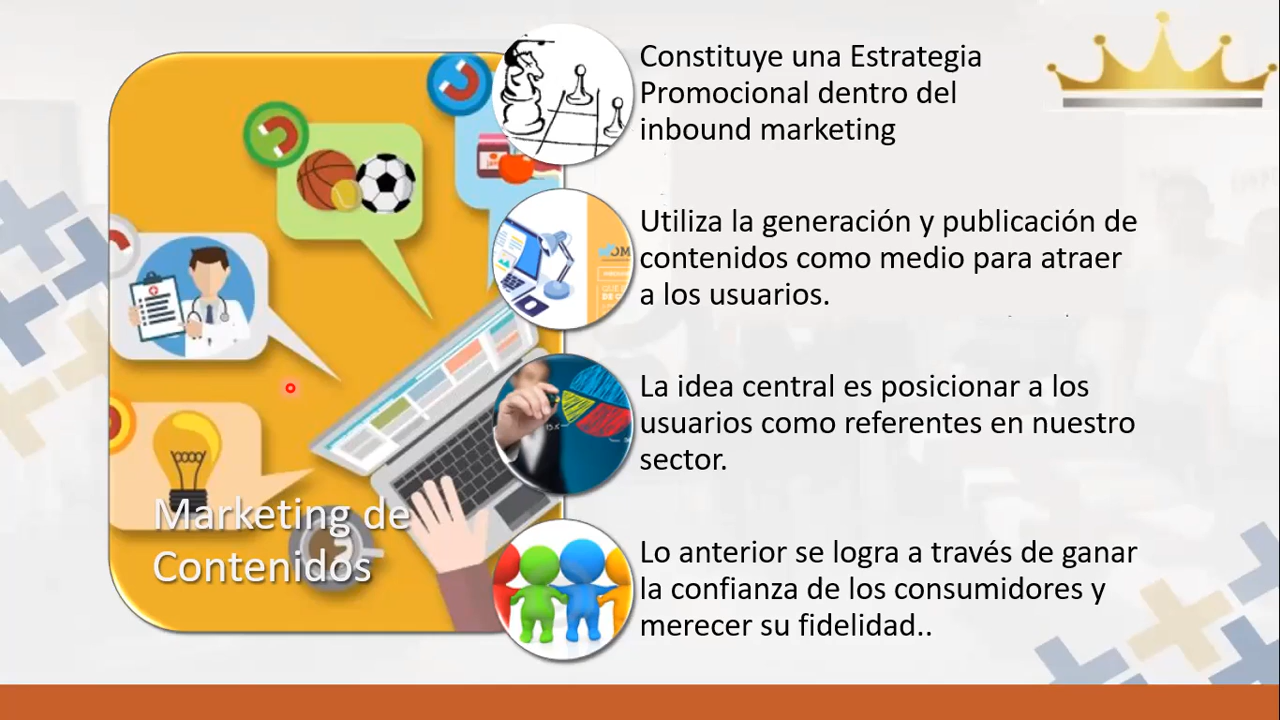 Constituye una Estrategia
Promocional dentro del
inbound marketing
Utiliza la generación y publicación de
contenidos como medio para atraer
a los usuarios.
La idea central es posicionar a los
usuarios como referentes en nuestro
sector.
Lo anterior se logra a través de ganar
la confianza de los consumidores y
merecer su fidelidad..
Marketing de
Contenidos